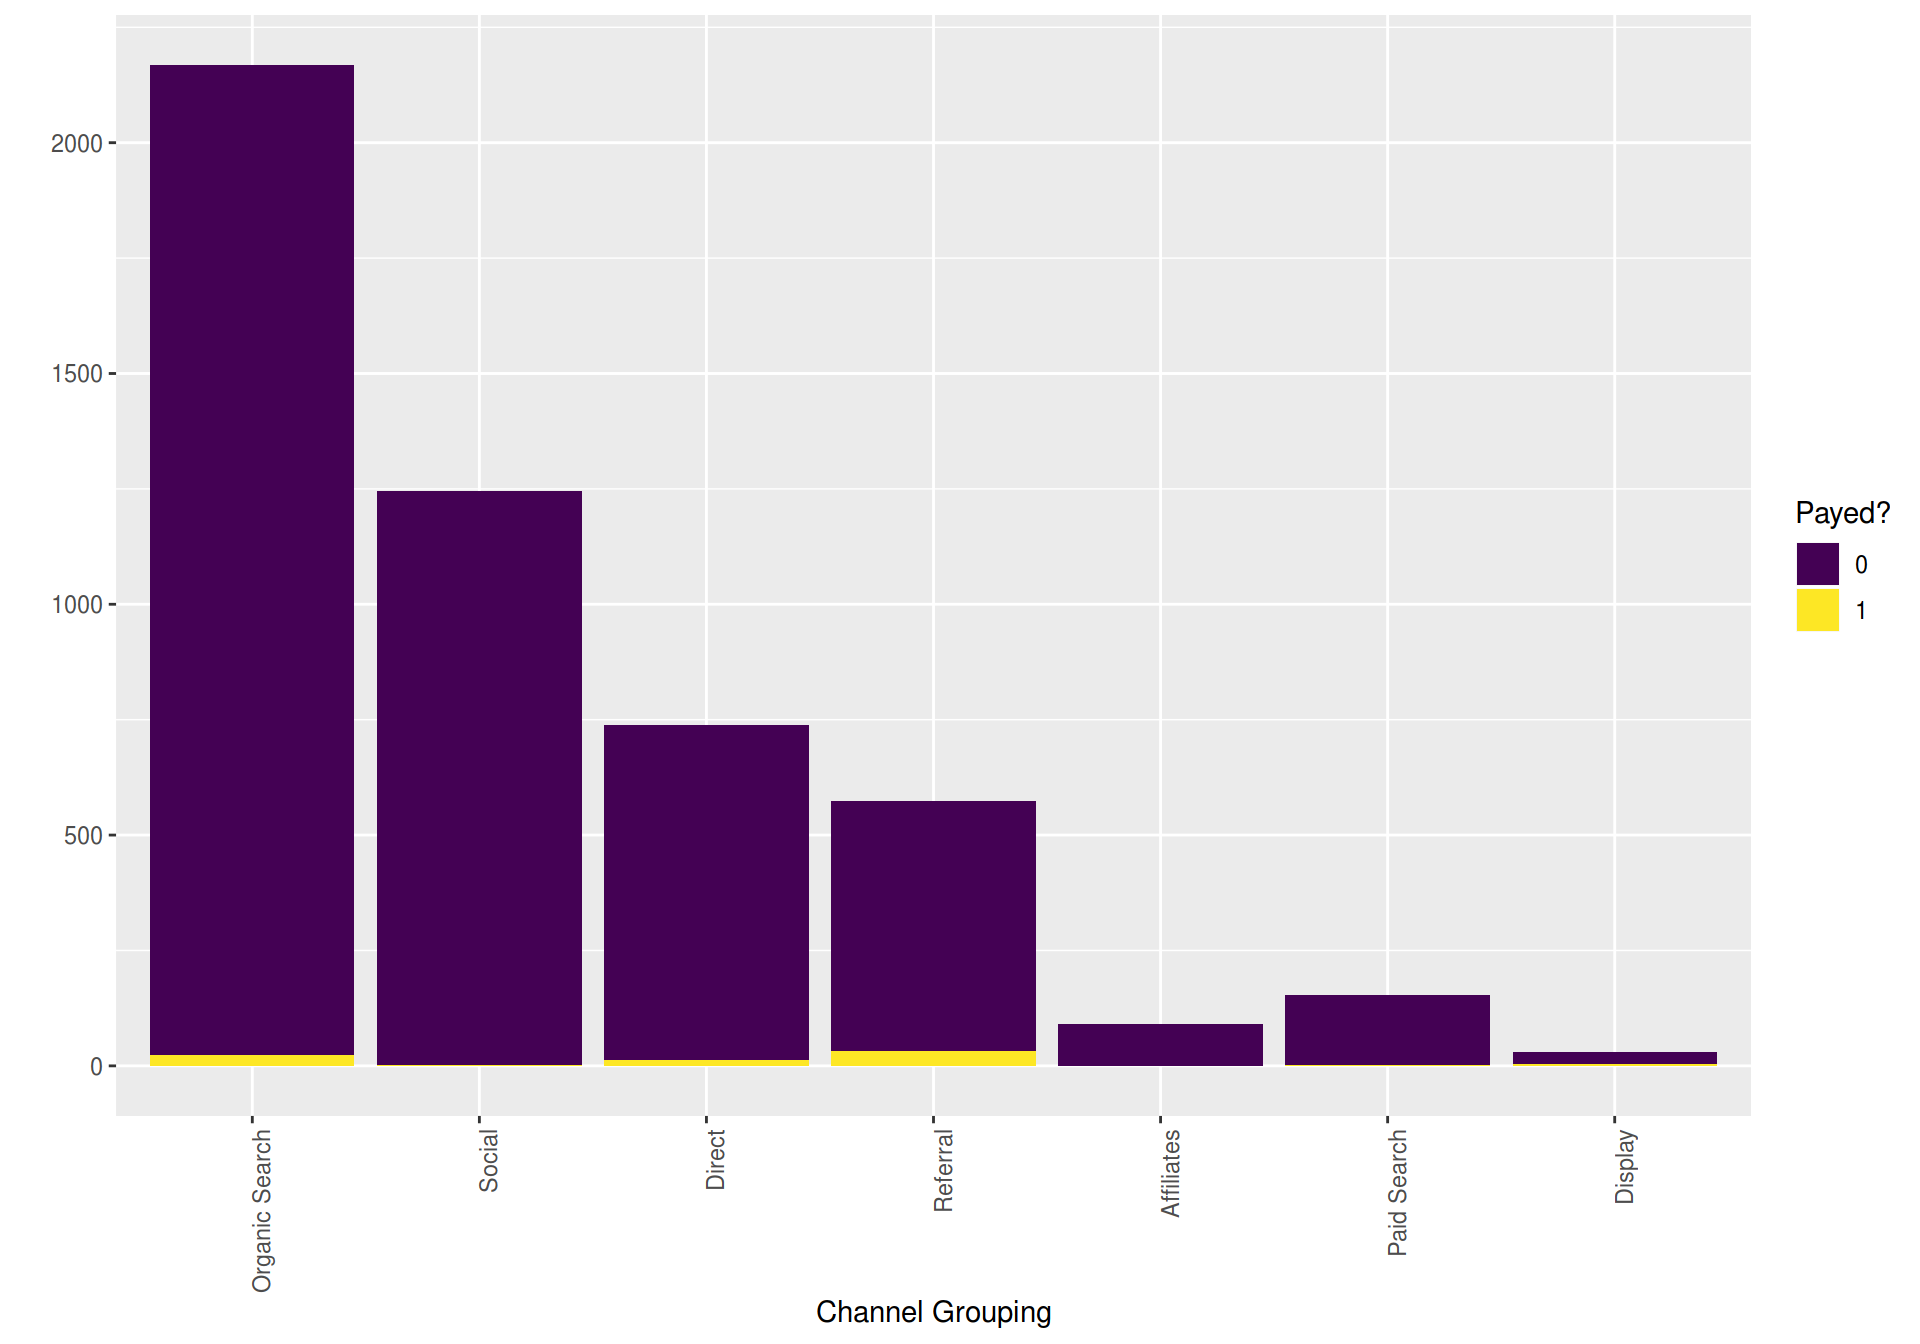 2000
1500
1000
500
0
Organic Search
Social
Direct
Referral
Affiliates
Paid Search
Display
Channel Grouping
Payed?
0
1